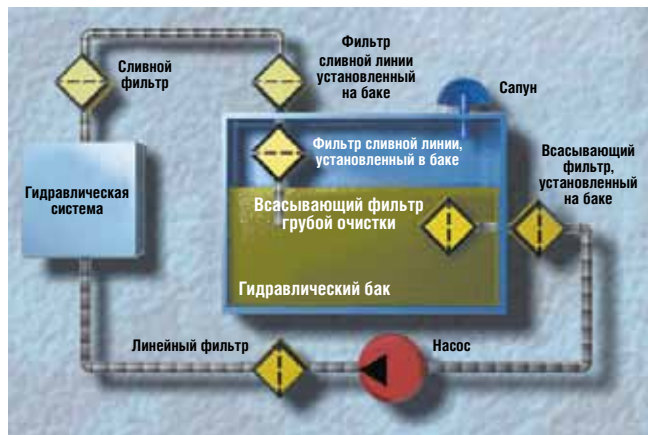 Фильтр
сливной линии
установленный
на баке
Сливной
фильтр
Сапун
Фильтр сливной линии,
установленный в баке
Всасывающий
фильтр,
установленный
на баке
Гидравлическая
система
Всасывающий фильтр
грубой очистки
Гидравлический бак
Линейный фильтр
Насос